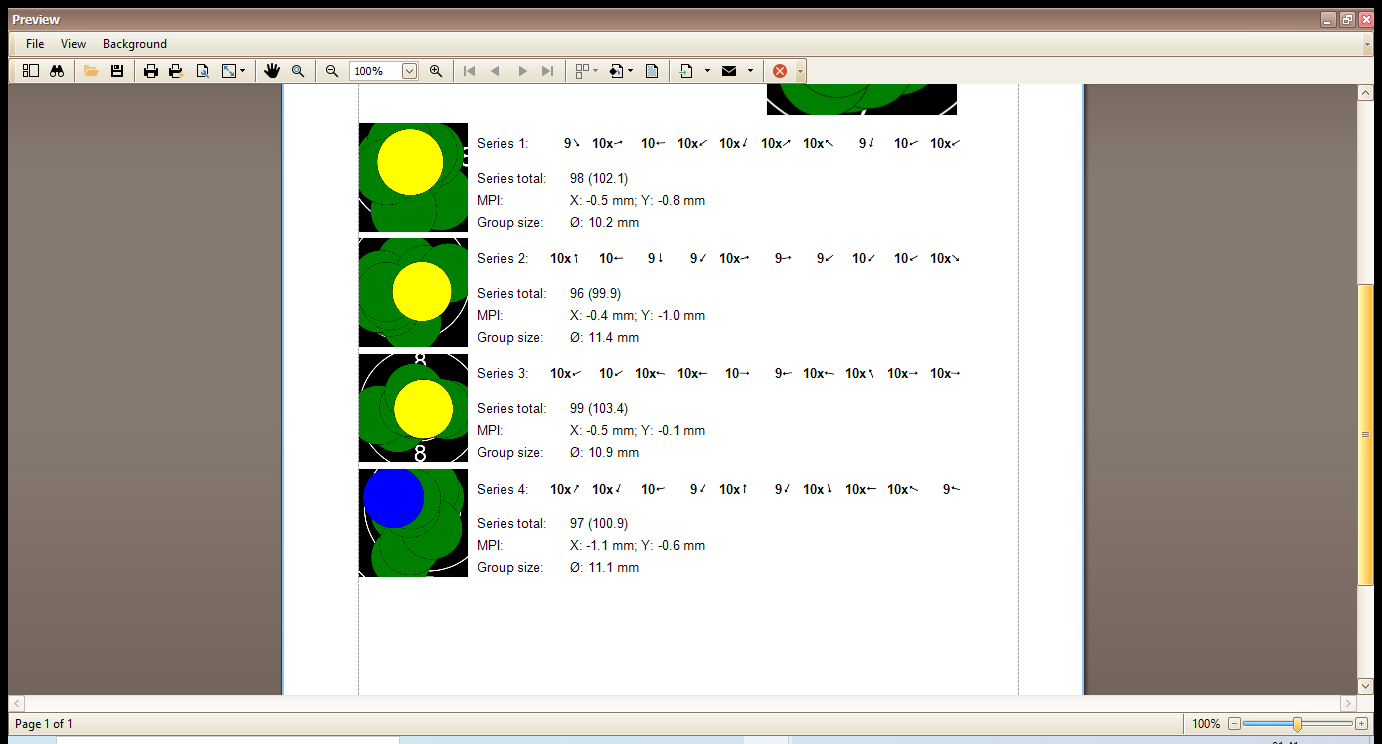 Preview
File View Background
100%
3
Series 1: 9↘ 10x→ 10← 10x↙ 10x↓ 10x↗ 10x↖ 9↓ 10← 10x↙
Series total: 98 (102.1)
MPI: X: -0.5 mm; Y: -0.8 mm
Group size: Ø: 10.2 mm
Series 2: 10x↑ 10← 9↓ 9↙ 10x→ 9→ 9↙ 10↙ 10↙ 10x↘
Series total: 96 (99.9)
MPI: X: -0.4 mm; Y: -1.0 mm
Group size: Ø: 11.4 mm
8
Series 3: 10x↙ 10↙ 10x← 10x← 10→ 9← 10x← 10x↖ 10x→ 10x→
Series total: 99 (103.4)
MPI: X: -0.5 mm; Y: -0.1 mm
Group size: Ø: 10.9 mm
8
Series 4: 10x↗ 10x↙ 10← 9↙ 10x↑ 9↙ 10x↓ 10x← 10x↖ 9←
Series total: 97 (100.9)
MPI: X: -1.1 mm; Y: -0.6 mm
Group size: Ø: 11.1 mm
Page 1 of 1
100%